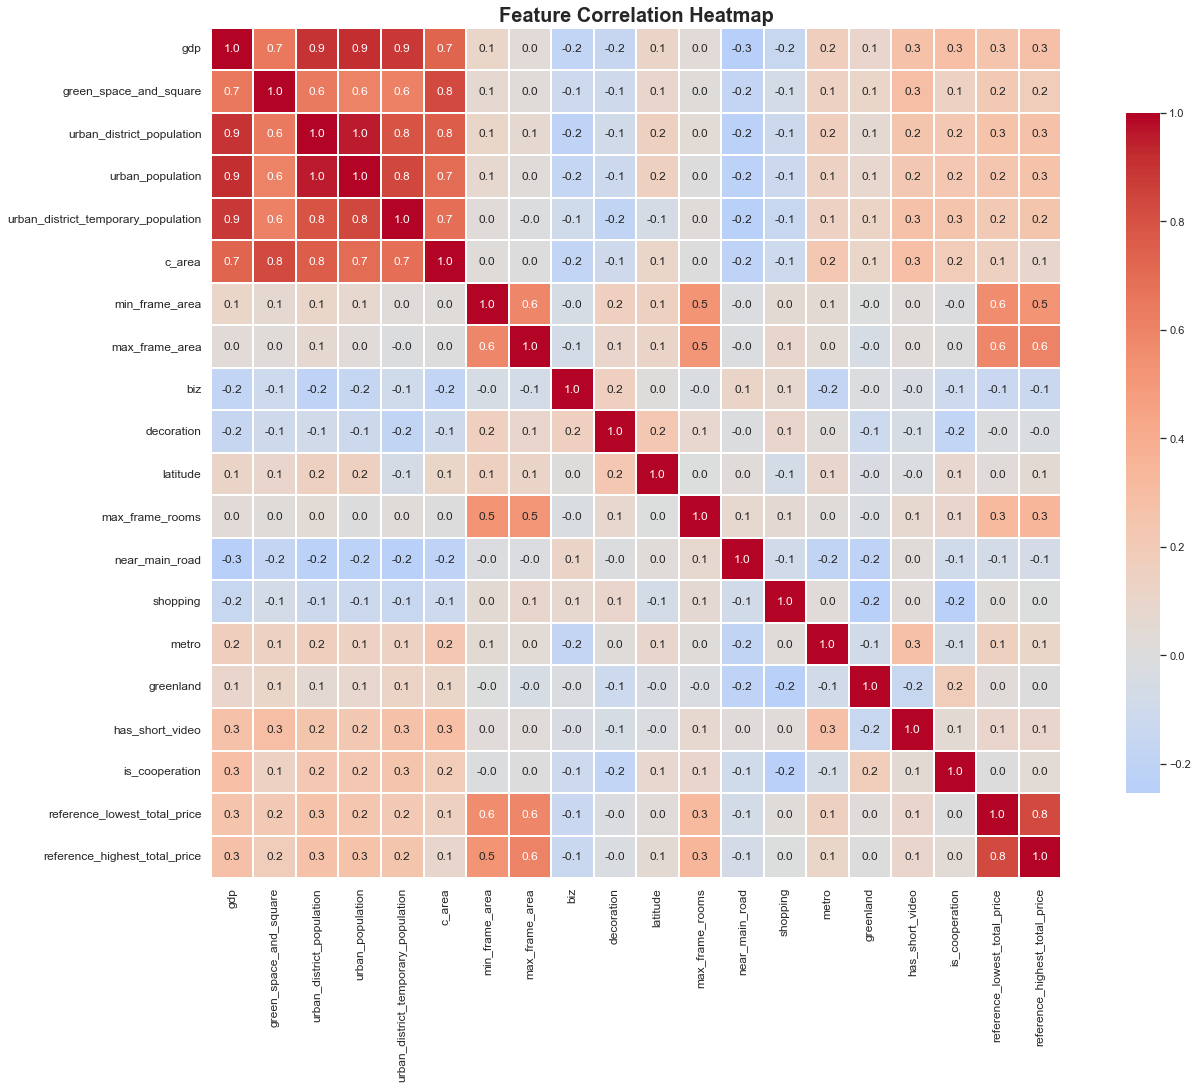 Feature Correlation Heatmap
gdp 1.0 0.7 0.9 0.9 0.9 0.7 0.1 0.0 -0.2 -0.2 0.1 0.0 -0.3 -0.2 0.2 0.1 0.3 0.3 0.3 0.3
green_space_and_square 0.7 1.0 0.6 0.6 0.6 0.8 0.1 0.0 -0.1 -0.1 0.1 0.0 -0.2 -0.1 0.1 0.1 0.3 0.1 0.2 0.2
urban_district_population 0.9 0.6 1.0 1.0 0.8 0.8 0.1 0.1 -0.2 -0.1 0.2 0.0 -0.2 -0.1 0.2 0.1 0.2 0.2 0.3 0.3
urban_population 0.9 0.6 1.0 1.0 0.8 0.7 0.1 0.0 -0.2 -0.1 0.2 0.0 -0.2 -0.1 0.1 0.1 0.2 0.2 0.2 0.3
urban_district_temporary_population 0.9 0.6 0.8 0.8 1.0 0.7 0.0 -0.0 -0.1 -0.2 -0.1 0.0 -0.2 -0.1 0.1 0.1 0.3 0.3 0.2 0.2
c_area 0.7 0.8 0.8 0.7 0.7 1.0 0.0 0.0 -0.2 -0.1 0.1 0.0 -0.2 -0.1 0.2 0.1 0.3 0.2 0.1 0.1
min_frame_area 0.1 0.1 0.1 0.1 0.0 0.0 1.0 0.6 -0.0 0.2 0.1 0.5 -0.0 0.0 0.1 -0.0 0.0 -0.0 0.6 0.5
max_frame_area 0.0 0.0 0.1 0.0 -0.0 0.0 0.6 1.0 -0.1 0.1 0.1 0.5 -0.0 0.1 0.0 -0.0 0.0 0.0 0.6 0.6
biz -0.2 -0.1 -0.2 -0.2 -0.1 -0.2 -0.0 -0.1 1.0 0.2 0.0 -0.0 0.1 0.1 -0.2 -0.0 -0.0 -0.1 -0.1 -0.1
decoration -0.2 -0.1 -0.1 -0.1 -0.2 -0.1 0.2 0.1 0.2 1.0 0.2 0.1 -0.0 0.1 0.0 -0.1 -0.1 -0.2 -0.0 -0.0
latitude 0.1 0.1 0.2 0.2 -0.1 0.1 0.1 0.1 0.0 0.2 1.0 0.0 0.0 -0.1 0.1 -0.0 -0.0 0.1 0.0 0.1
max_frame_rooms 0.0 0.0 0.0 0.0 0.0 0.0 0.5 0.5 -0.0 0.1 0.0 1.0 0.1 0.1 0.0 -0.0 0.1 0.1 0.3 0.3
near_main_road -0.3 -0.2 -0.2 -0.2 -0.2 -0.2 -0.0 -0.0 0.1 -0.0 0.0 0.1 1.0 -0.1 -0.2 -0.2 0.0 -0.1 -0.1 -0.1
shopping -0.2 -0.1 -0.1 -0.1 -0.1 -0.1 0.0 0.1 0.1 0.1 -0.1 0.1 -0.1 1.0 0.0 -0.2 0.0 -0.2 0.0 0.0
metro 0.2 0.1 0.2 0.1 0.1 0.2 0.1 0.0 -0.2 0.0 0.1 0.0 -0.2 0.0 1.0 -0.1 0.3 -0.1 0.1 0.1
greenland 0.1 0.1 0.1 0.1 0.1 0.1 -0.0 -0.0 -0.0 -0.1 -0.0 -0.0 -0.2 -0.2 -0.1 1.0 -0.2 0.2 0.0 0.0
has_short_video 0.3 0.3 0.2 0.2 0.3 0.3 0.0 0.0 -0.0 -0.1 -0.0 0.1 0.0 0.0 0.3 -0.2 1.0 0.1 0.1 0.1
is_cooperation 0.3 0.1 0.2 0.2 0.3 0.2 -0.0 0.0 -0.1 -0.2 0.1 0.1 -0.1 -0.2 -0.1 0.2 0.1 1.0 0.0 0.0
reference_lowest_total_price 0.3 0.2 0.3 0.2 0.2 0.1 0.6 0.6 -0.1 -0.0 0.0 0.3 -0.1 0.0 0.1 0.0 0.1 0.0 1.0 0.8
reference_highest_total_price 0.3 0.2 0.3 0.3 0.2 0.1 0.5 0.6 -0.1 -0.0 0.1 0.3 -0.1 0.0 0.1 0.0 0.1 0.0 0.8 1.0
gdp
green_space_and_square
urban_district_population
urban_population
urban_district_temporary_population
c_area
min_frame_area
max_frame_area
biz
decoration
latitude
max_frame_rooms
near_main_road
shopping
metro
greenland
has_short_video
is_cooperation
reference_lowest_total_price
reference_highest_total_price
1.0
0.8
0.6
0.4
0.2
0.0
−0.2